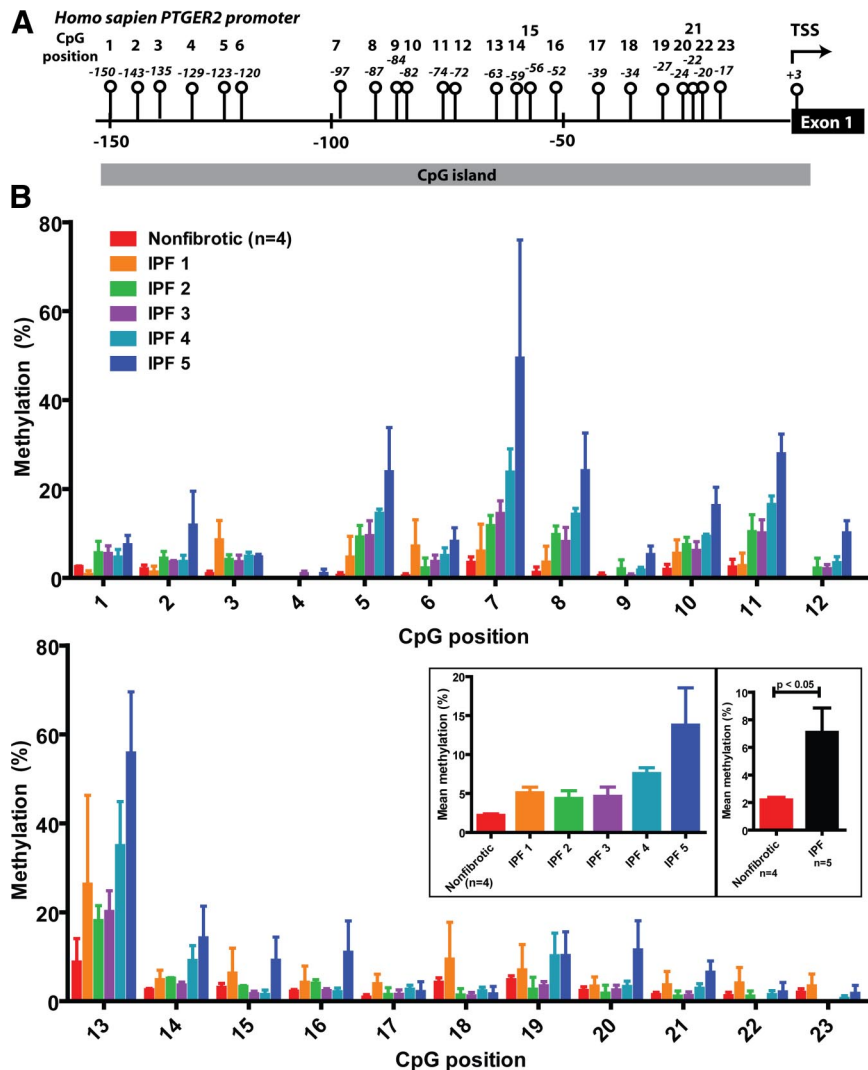 A
Homo sapien PTGER2 promoter
CpG position 1 2 3 4 5 6 7 8 9 10 11 12 13 14 15 16 17 18 19 20 21 22 23 TSS
-150 -143 -135 -129 -123 -120 -97 -87 -84 -82 -74 -72 -63 -59 -56 -52 -39 -34 -27 -24 -22 -20 -17 +3
Exon 1
-150 -100 -50
CpG island
B
80
60
40
20
0
Methylation (%)
Nonfibrotic (n=4)
IPF 1
IPF 2
IPF 3
IPF 4
IPF 5
1 2 3 4 5 6 7 8 9 10 11 12
CpG position
80
60
40
20
0
Methylation (%)
20
15
10
5
0
Mean methylation (%)
Nonfibrotic (n=4) IPF 1 IPF 2 IPF 3 IPF 4 IPF 5
p < 0.05
10
8
6
4
2
0
Mean methylation (%)
Nonfibrotic n=4 IPF n=5
13 14 15 16 17 18 19 20 21 22 23
CpG position